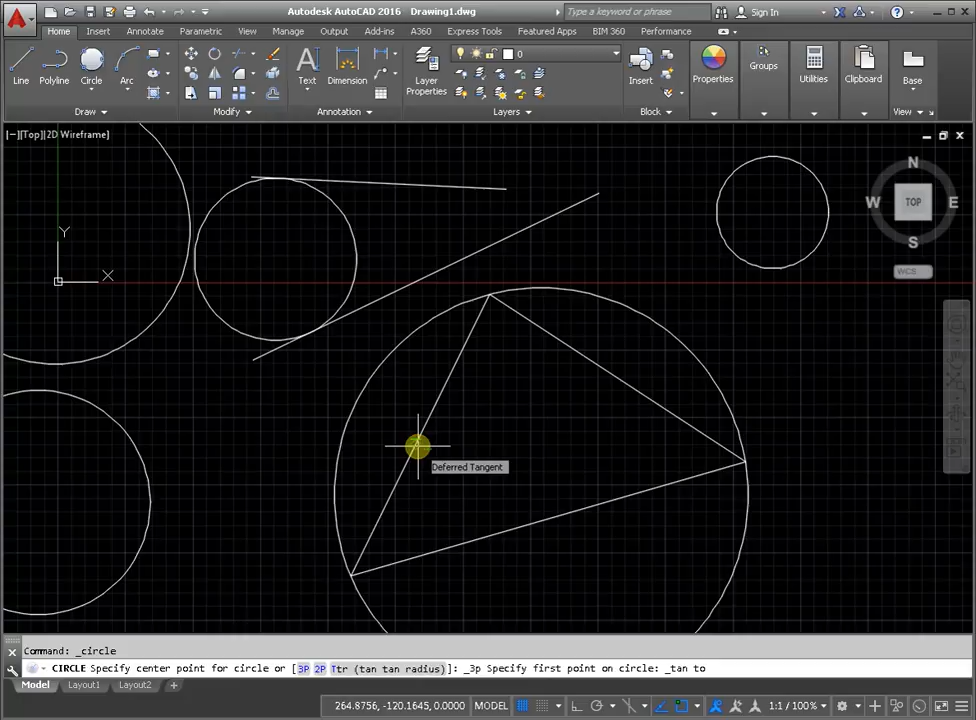 Autodesk AutoCAD 2016 Drawing1.dwg
Type a keyword or phrase
Sign In
Home Insert Annotate Parametric View Manage Output Add-ins A360 Express Tools Featured Apps BIM 360 Performance
Line Polyline Circle Arc Text Dimension Layer Properties 0 Insert Properties Groups Utilities Clipboard Base
Draw Modify Annotation Layers Block View
[−][Top][2D Wireframe]
N
W TOP E
S
WCS
Y
X
Deferred Tangent
Command: _circle
CIRCLE Specify center point for circle or [3P 2P Ttr (tan tan radius)]: _3p Specify first point on circle: _tan to
Model Layout1 Layout2 +
264.8756, -120.1645, 0.0000 MODEL 1:1 / 100%